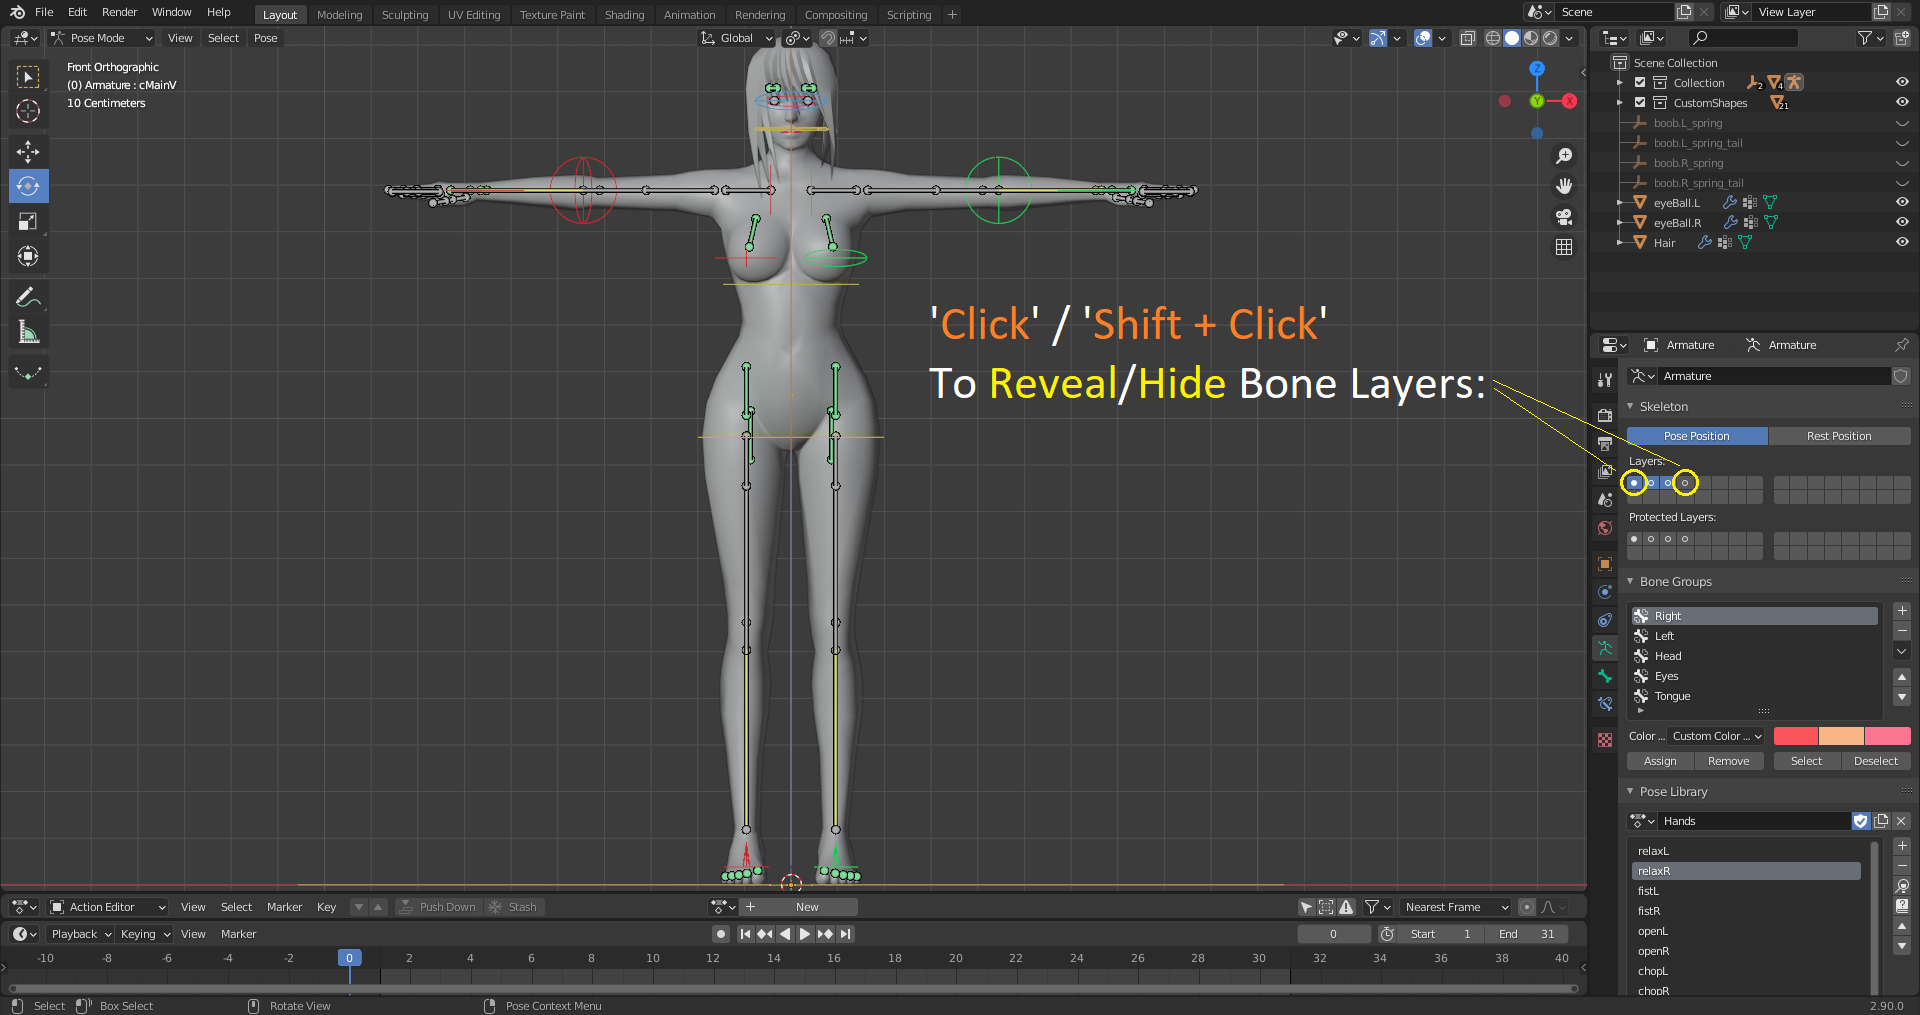 File Edit Render Window Help Layout Modeling Sculpting UV Editing Texture Paint Shading Animation Rendering Compositing Scripting Scene View Layer
Pose Mode View Select Pose Global
Front Orthographic
(0) Armature : cMainV
10 Centimeters
Z
Y
X
Scene Collection
Collection 2 4
CustomShapes 21
boob.L_spring
boob.L_spring_tail
boob.R_spring
boob.R_spring_tail
eyeBall.L
eyeBall.R
Hair
'Click' / 'Shift + Click'
To Reveal/Hide Bone Layers:
Armature Armature
Armature
Skeleton
Pose Position Rest Position
Layers:
Protected Layers:
Bone Groups
Right
Left
Head
Eyes
Tongue
Color ... Custom Color ...
Assign Remove Select Deselect
Pose Library
Hands
relaxL
relaxR
fistL
fistR
openL
openR
chopL
chopR
Action Editor View Select Marker Key Push Down Stash New Nearest Frame
Playback Keying View Marker 0 Start 1 End 31
-10 -8 -6 -4 -2 0 2 4 6 8 10 12 14 16 18 20 22 24 26 28 30 32 34 36 38 40
Select Box Select Rotate View Pose Context Menu 2.90.0